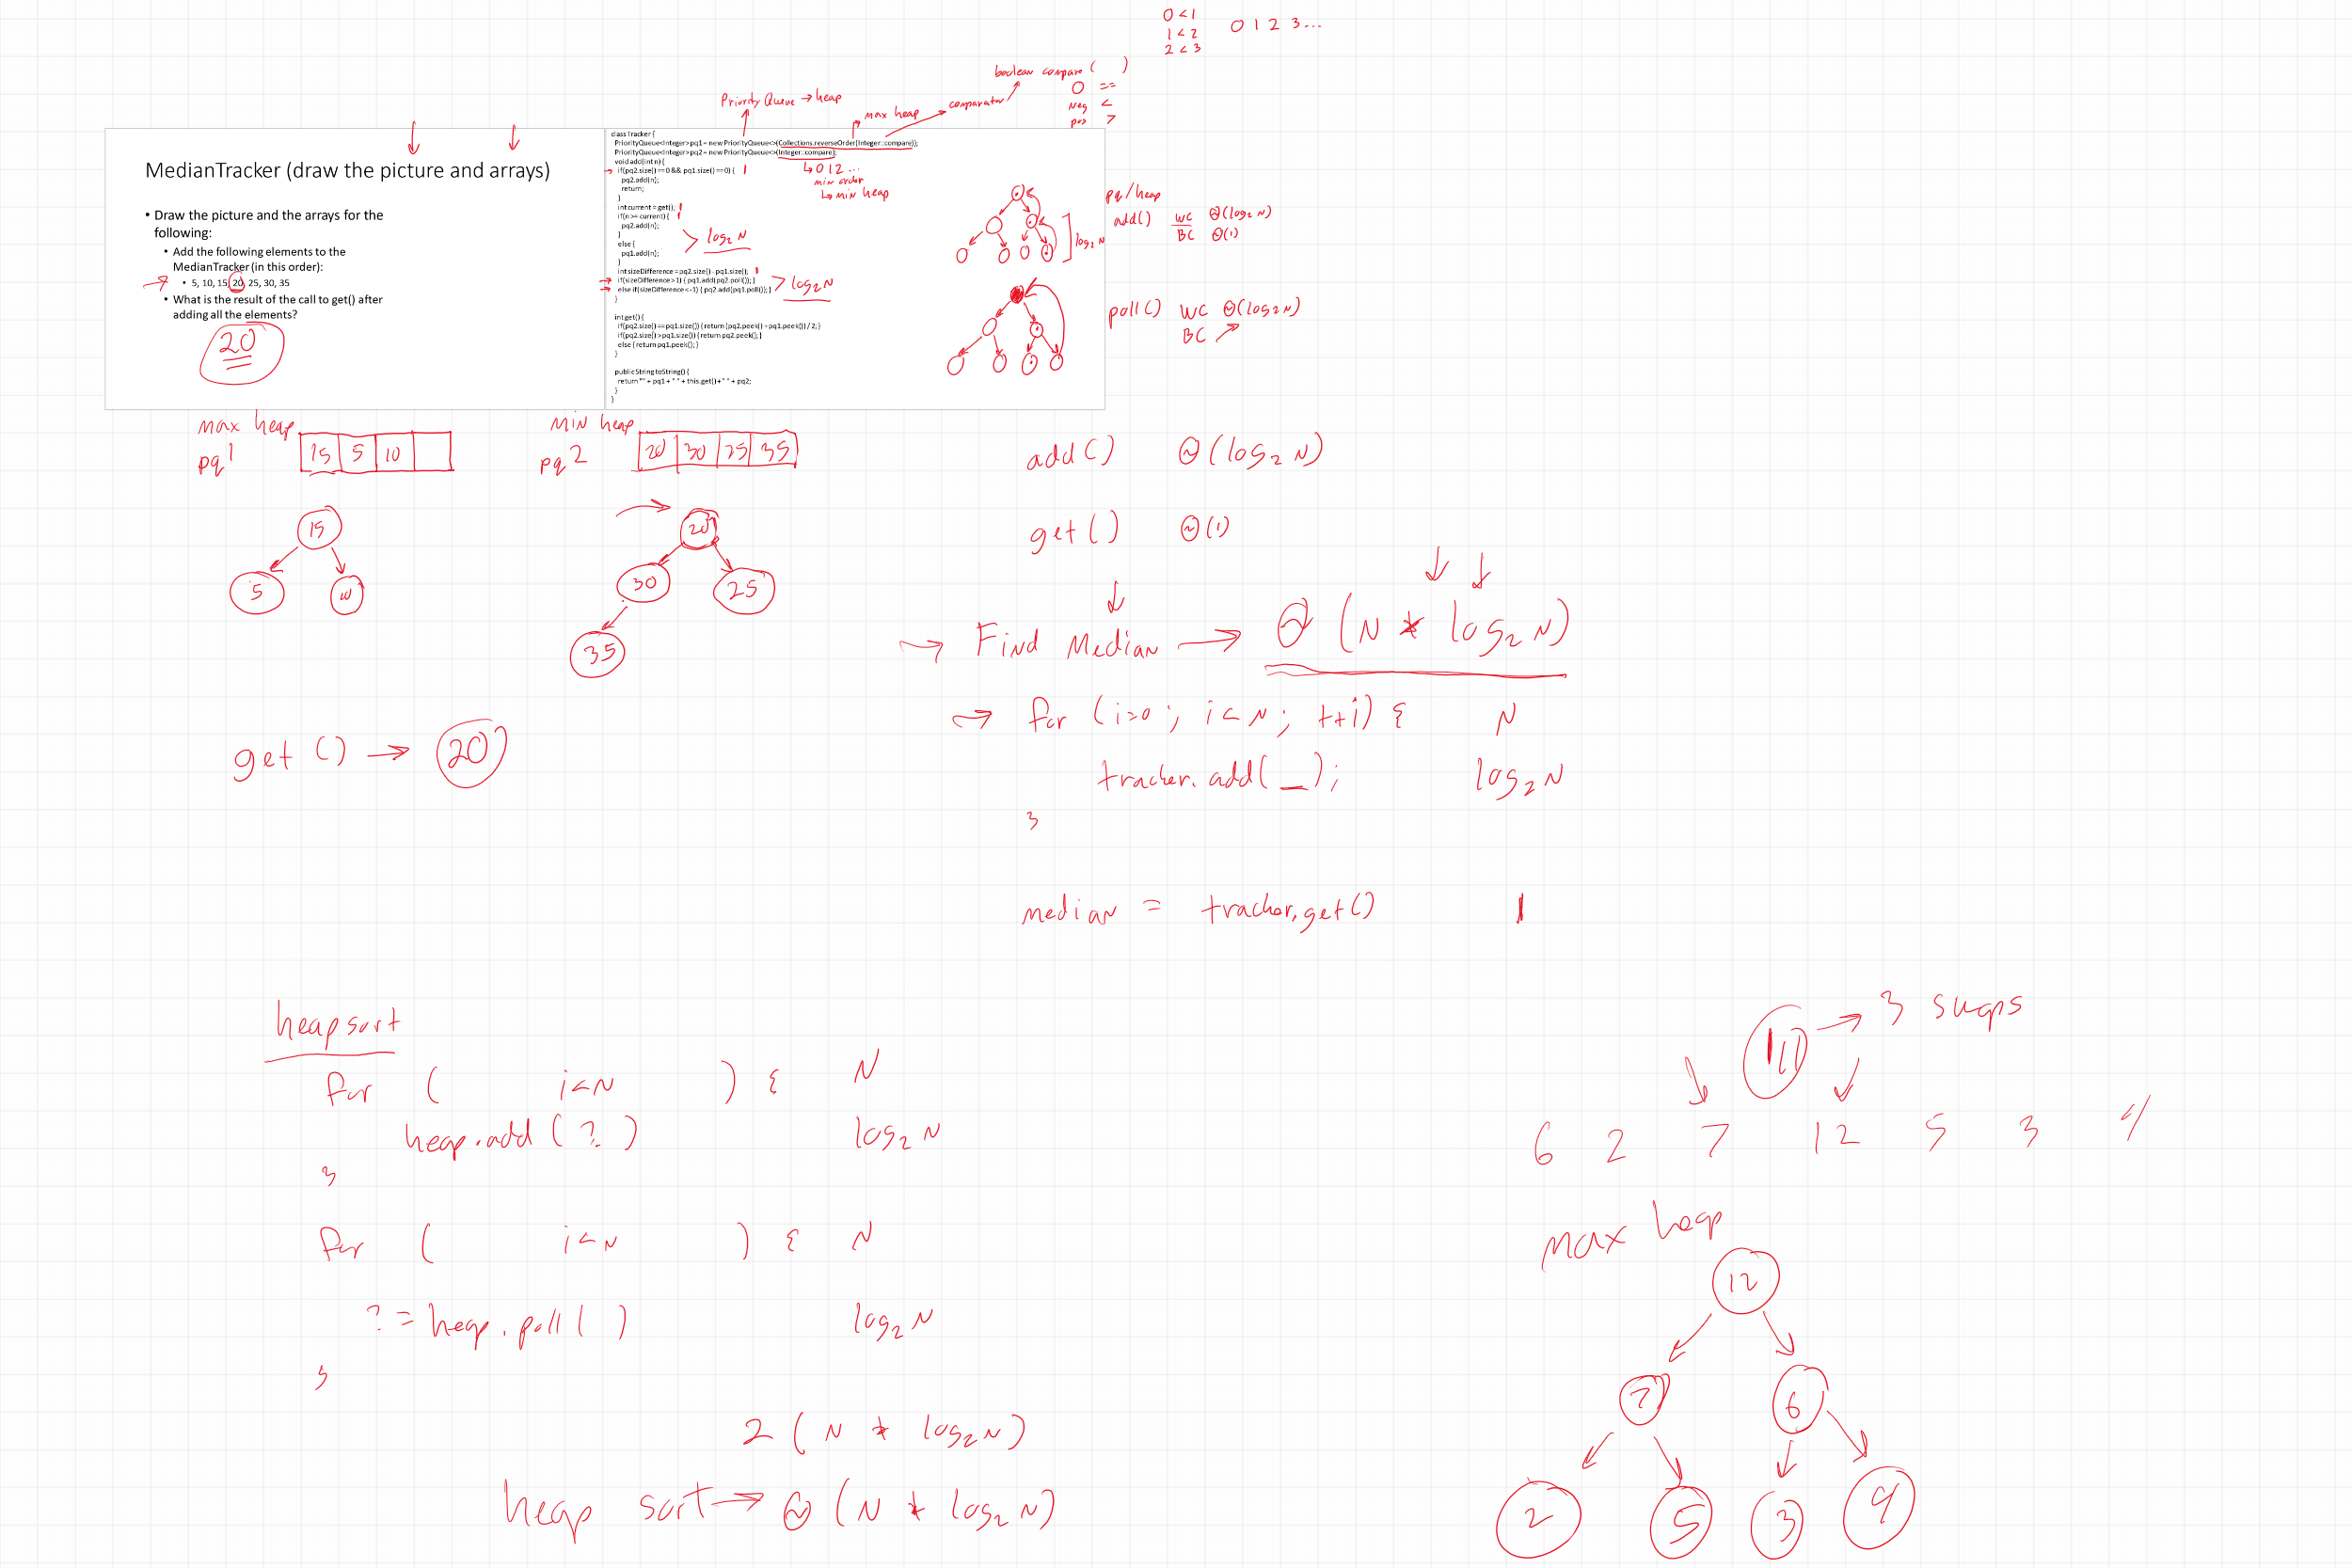 0 < 1
1 < 2
2 < 3
0 1 2 3 ...
boolean compare ( )
0 ==
Neg <
pos >
Priority Queue → heap
max heap
comparator
MedianTracker (draw the picture and arrays)
• Draw the picture and the arrays for the
following:
• Add the following elements to the
MedianTracker (in this order):
• 5, 10, 15, 20, 25, 30, 35
• What is the result of the call to get() after
adding all the elements?
20
class Tracker {
PriorityQueue<Integer> pq1 = new PriorityQueue<>(Collections.reverseOrder(Integer::compare));
PriorityQueue<Integer> pq2 = new PriorityQueue<>(Integer::compare);
void add(int n) {
if(pq2.size() == 0 && pq1.size() == 0) {
pq2.add(n);
return;
}
int current = get();
if(n >= current) {
pq2.add(n);
}
else {
pq1.add(n);
}
int sizeDifference = pq2.size() - pq1.size();
if(sizeDifference > 1) { pq1.add(pq2.poll()); }
else if(sizeDifference < -1) { pq2.add(pq1.poll()); }
}
int get() {
if(pq2.size() == pq1.size()) { return (pq2.peek() + pq1.peek()) / 2; }
if(pq2.size() > pq1.size()) { return pq2.peek(); }
else { return pq1.peek(); }
}
public String toString() {
return "" + pq1 + " " + this.get() + " " + pq2;
}
}
1
↳ 0 1 2 ...
min order
↳ min heap
1
1
> log2 N
1
> log2 N
] log2 N
pq/heap
add() WC Θ(log2 N)
BC Θ(1)
poll() WC Θ(log2 N)
BC
max heap
pq1
15 5 10
min heap
pq2
20 30 25 35
15
5 10
20
30 25
35
get () → 20
add() Θ(log2 N)
get() Θ(1)
→ Find Median → Θ (N * log2 N)
→ for (i=0; i<N; ++i) { N
tracker.add(_); log2 N
}
median = tracker.get() 1
heap sort
for ( i<N ) { N
heap.add ( ? ) log2 N
}
for ( i<N ) { N
? = heap.poll ( ) log2 N
}
2 ( N * log2 N )
heap sort → Θ (N * log2 N)
→ 3 swaps
6 2 7 12 5 3 4
max heap
12
7 6
2 5 3 4